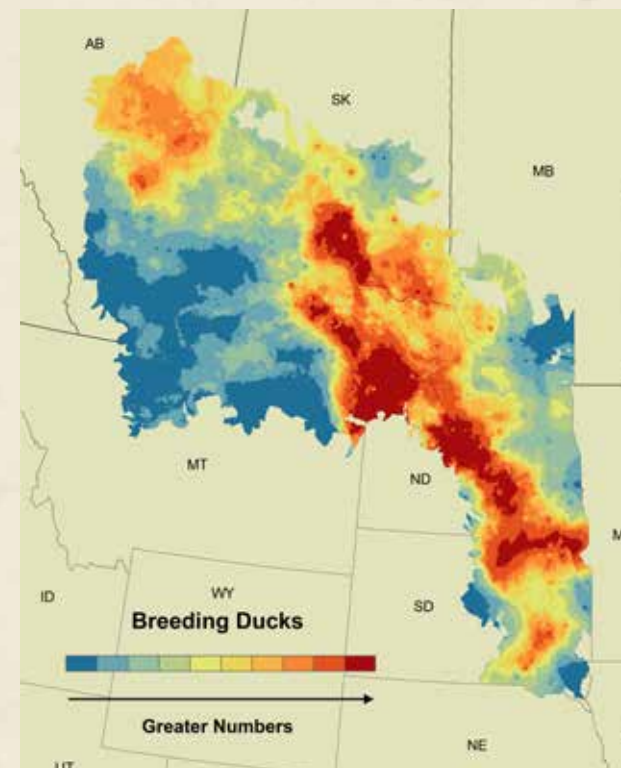 AB
SK
MB
MT
ND
M
ID
WY
SD
Breeding Ducks
Greater Numbers
NE
UT